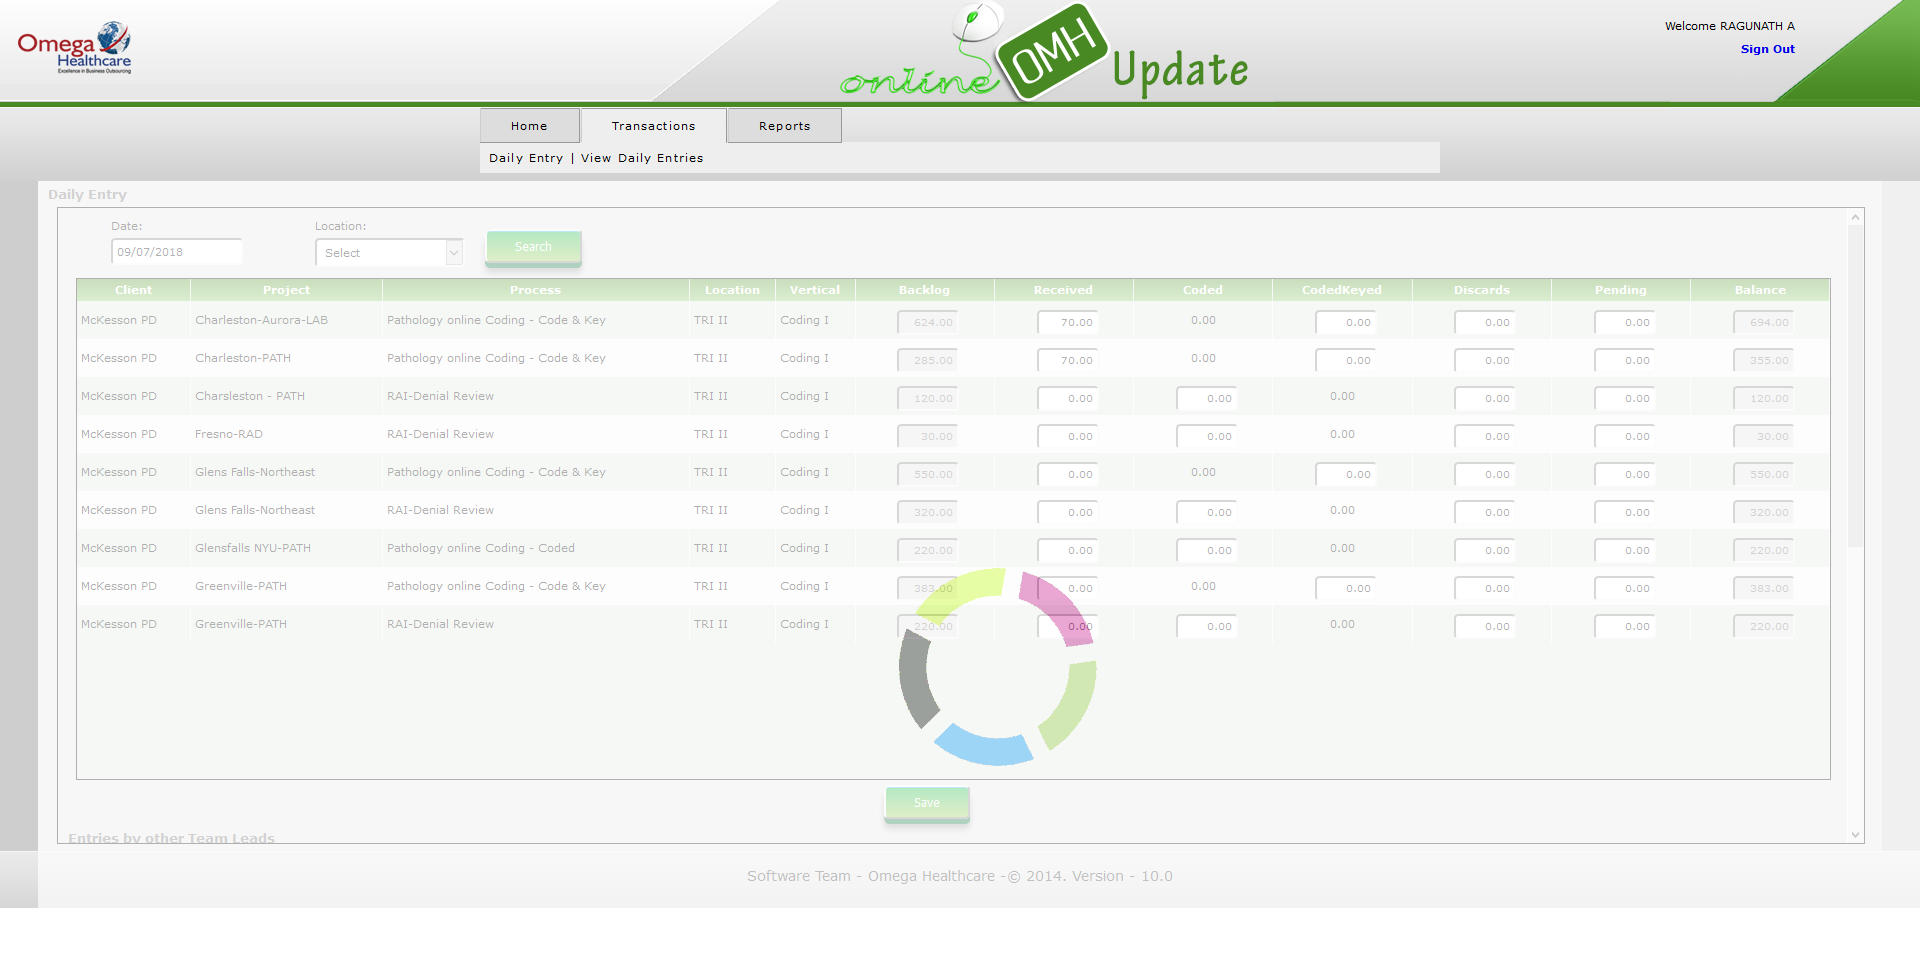 Omega
Healthcare
Excellence in Business Outsourcing
online OMH Update
Welcome RAGUNATH A
Sign Out
Home Transactions Reports
Daily Entry | View Daily Entries
Daily Entry
Date: Location:
09/07/2018 Select Search
Client Project Process Location Vertical Backlog Received Coded CodedKeyed Discards Pending Balance
McKesson PD Charleston-Aurora-LAB Pathology online Coding - Code & Key TRI II Coding I 624.00 70.00 0.00 0.00 0.00 0.00 694.00
McKesson PD Charleston-PATH Pathology online Coding - Code & Key TRI II Coding I 285.00 70.00 0.00 0.00 0.00 0.00 355.00
McKesson PD Charsleston - PATH RAI-Denial Review TRI II Coding I 120.00 0.00 0.00 0.00 0.00 0.00 120.00
McKesson PD Fresno-RAD RAI-Denial Review TRI II Coding I 30.00 0.00 0.00 0.00 0.00 0.00 30.00
McKesson PD Glens Falls-Northeast Pathology online Coding - Code & Key TRI II Coding I 550.00 0.00 0.00 0.00 0.00 0.00 550.00
McKesson PD Glens Falls-Northeast RAI-Denial Review TRI II Coding I 320.00 0.00 0.00 0.00 0.00 0.00 320.00
McKesson PD Glensfalls NYU-PATH Pathology online Coding - Coded TRI II Coding I 220.00 0.00 0.00 0.00 0.00 0.00 220.00
McKesson PD Greenville-PATH Pathology online Coding - Code & Key TRI II Coding I 383.00 0.00 0.00 0.00 0.00 0.00 383.00
McKesson PD Greenville-PATH RAI-Denial Review TRI II Coding I 220.00 0.00 0.00 0.00 0.00 0.00 220.00
Save
Entries by other Team Leads
Software Team - Omega Healthcare -© 2014. Version - 10.0